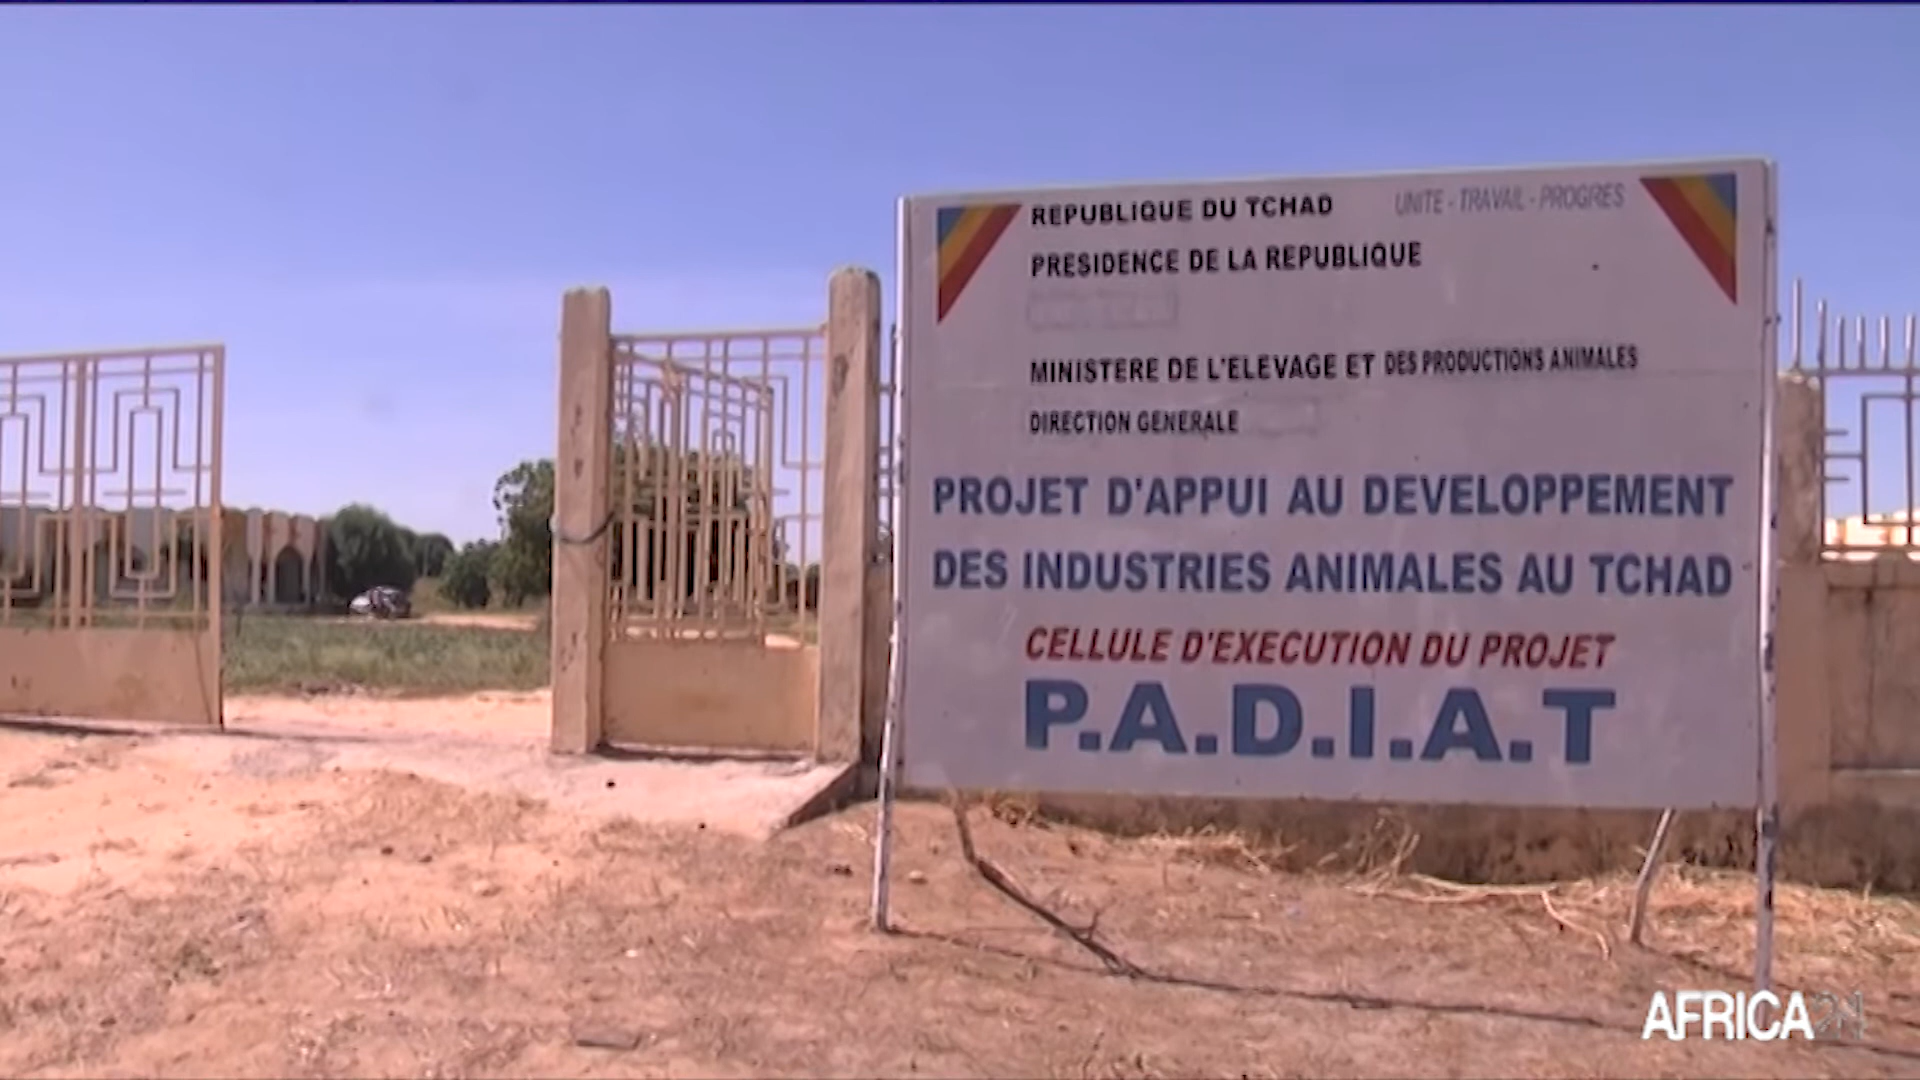 REPUBLIQUE DU TCHAD
UNITE - TRAVAIL - PROGRES
PRESIDENCE DE LA REPUBLIQUE
MINISTERE DE L'ELEVAGE ET DES PRODUCTIONS ANIMALES
DIRECTION GENERALE
PROJET D'APPUI AU DEVELOPPEMENT
DES INDUSTRIES ANIMALES AU TCHAD
CELLULE D'EXECUTION DU PROJET
P.A.D.I.A.T
AFRICA24